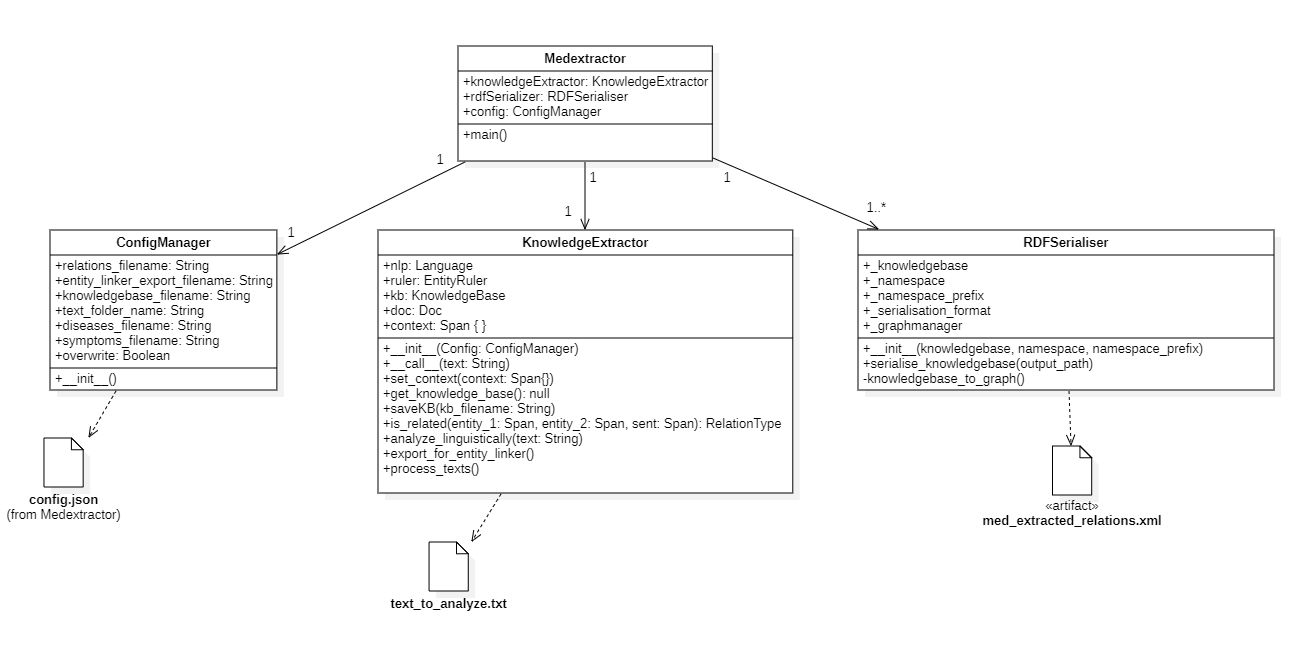 Medextractor
+knowledgeExtractor: KnowledgeExtractor
+rdfSerializer: RDFSerialiser
+config: ConfigManager
+main()
1
1
1
1
1
1..*
ConfigManager
+relations_filename: String
+entity_linker_export_filename: String
+knowledgebase_filename: String
+text_folder_name: String
+diseases_filename: String
+symptoms_filename: String
+overwrite: Boolean
+__init__()
KnowledgeExtractor
+nlp: Language
+ruler: EntityRuler
+kb: KnowledgeBase
+doc: Doc
+context: Span { }
+__init__(Config: ConfigManager)
+__call__(text: String)
+set_context(context: Span{})
+get_knowledge_base(): null
+saveKB(kb_filename: String)
+is_related(entity_1: Span, entity_2: Span, sent: Span): RelationType
+analyze_linguistically(text: String)
+export_for_entity_linker()
+process_texts()
RDFSerialiser
+_knowledgebase
+_namespace
+_namespace_prefix
+_serialisation_format
+_graphmanager
+__init__(knowledgebase, namespace, namespace_prefix)
+serialise_knowledgebase(output_path)
-knowledgebase_to_graph()
config.json
(from Medextractor)
text_to_analyze.txt
«artifact»
med_extracted_relations.xml